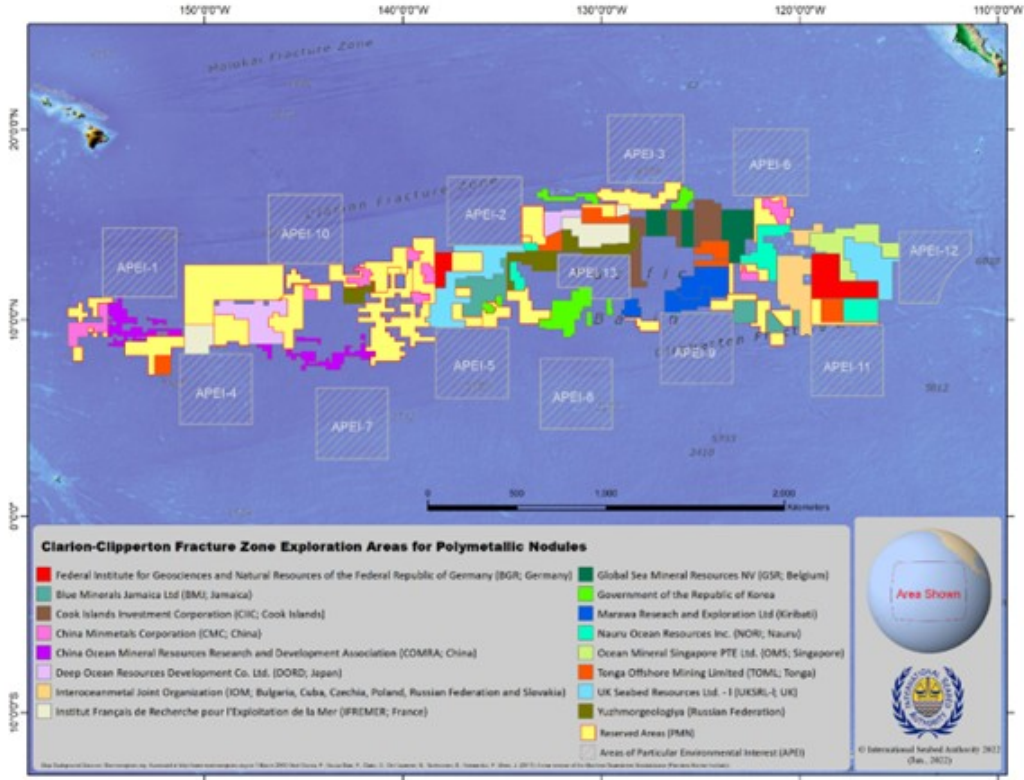 150°0'0"W 140°0'0"W 130°0'0"W 120°0'0"W 110°0'0"W
20°0'0"N
10°0'0"N
0°0'0"
10°0'0"S
Molokai Fracture Zone
Clarion Fracture Zone
APEI-3
APEI-6
APEI-2
APEI-10
APEI-1
APEI-12
APEI-13
Pacific
Basin
Clipperton Fracture
APEI-9
APEI-5
APEI-11
APEI-4
APEI-8
APEI-7
5012
3410
0 500 1,000 2,000
Kilometers
Clarion-Clipperton Fracture Zone Exploration Areas for Polymetallic Nodules
Federal Institute for Geosciences and Natural Resources of the Federal Republic of Germany (BGR; Germany)
Blue Minerals Jamaica Ltd (BMJ; Jamaica)
Cook Islands Investment Corporation (CIIC; Cook Islands)
China Minmetals Corporation (CMC; China)
China Ocean Mineral Resources Research and Development Association (COMRA; China)
Deep Ocean Resources Development Co. Ltd. (DORD; Japan)
Interoceanmetal Joint Organization (IOM; Bulgaria, Cuba, Czechia, Poland, Russian Federation and Slovakia)
Institut Français de Recherche pour l'Exploitation de la Mer (IFREMER; France)
Global Sea Mineral Resources NV (GSR; Belgium)
Government of the Republic of Korea
Marawa Reseach and Exploration Ltd (Kiribati)
Nauru Ocean Resources Inc. (NORI; Nauru)
Ocean Mineral Singapore PTE Ltd. (OMS; Singapore)
Tonga Offshore Mining Limited (TOML; Tonga)
UK Seabed Resources Ltd. - I (UKSRL-I; UK)
Yuzhmorgeologiya (Russian Federation)
Reserved Areas (PMN)
Areas of Particular Environmental Interest (APEI)
Area Shown
INTERNATIONAL SEABED AUTHORITY
© International Seabed Authority 2022
(Jan., 2022)